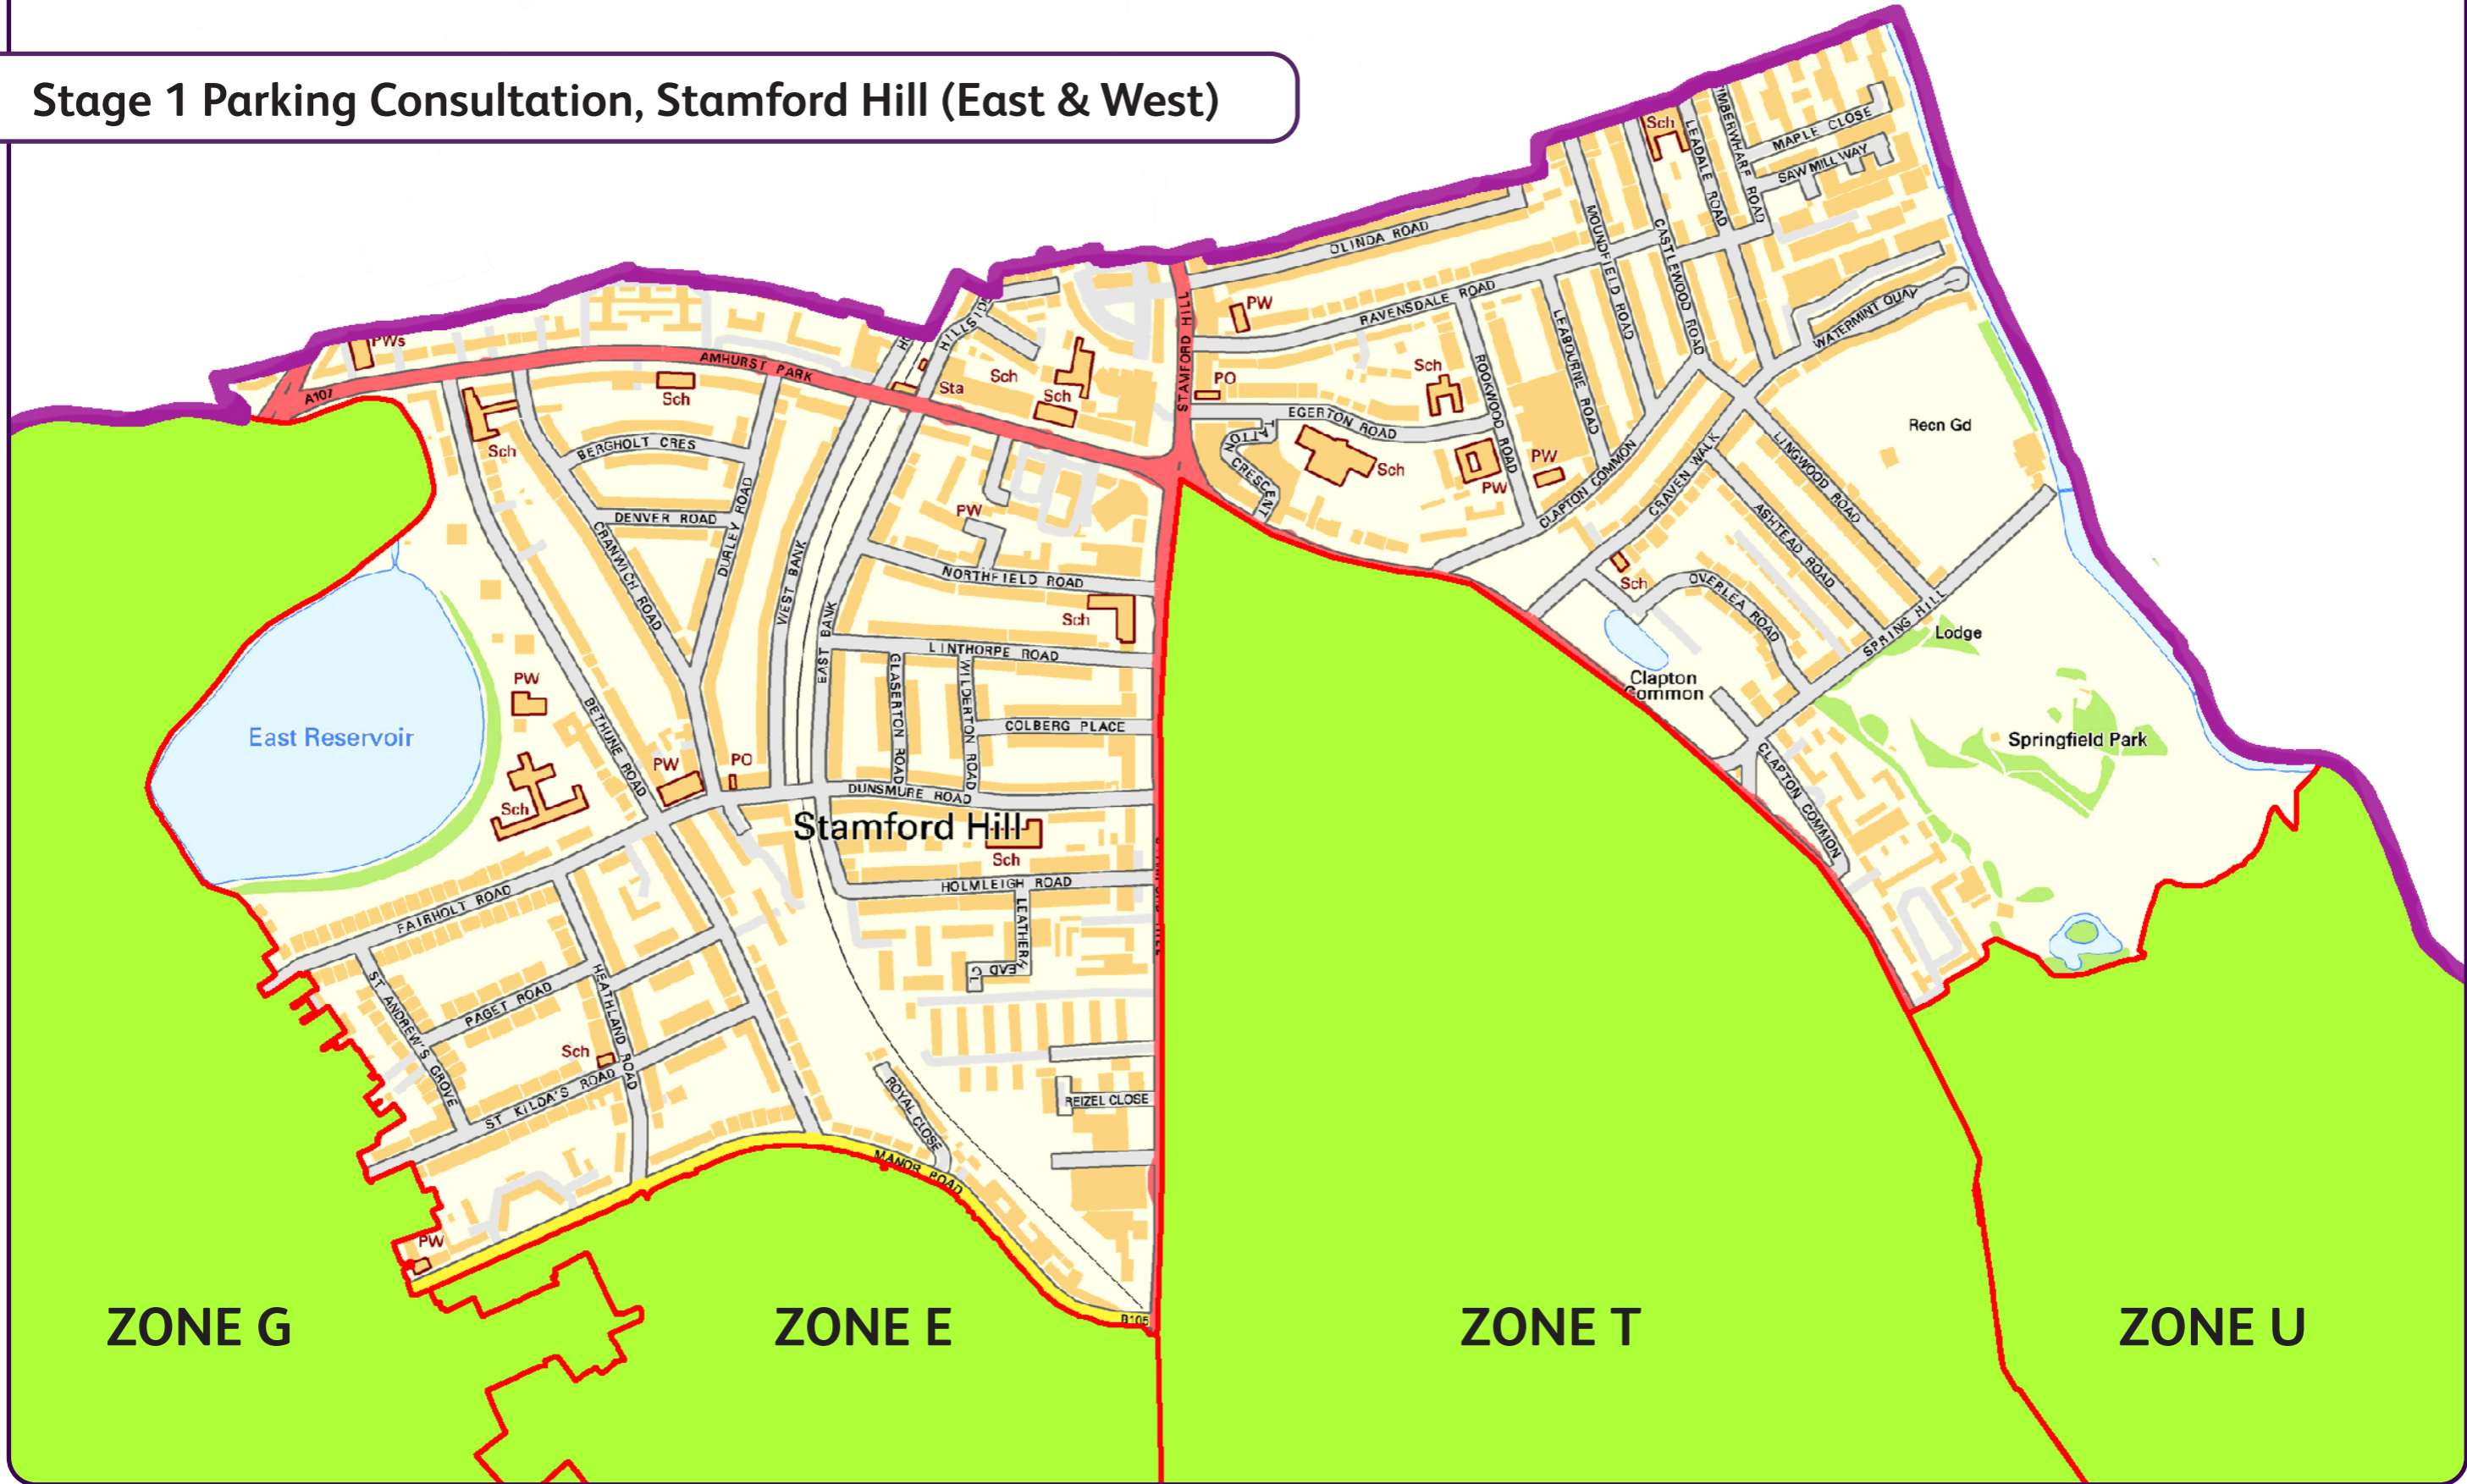 Stage 1 Parking Consultation, Stamford Hill (East & West)
Sch
LEADALE ROAD
MAPLE CLOSE
SAW MILL WAY
MOUNDFIELD ROAD
CASTLEWOOD ROAD
OLINDA ROAD
STAMFORD HILL
PW
RAVENSDALE ROAD
WATERMINT QUAY
PWs
A107
AMHURST PARK
Sch
Sta
Sch
Sch
PO
EGERTON ROAD
ROOKWOOD ROAD
LEABOURNE ROAD
Sch
Sch
PW
PW
Recn Gd
Sch
BERGHOLT CRES
DENVER ROAD
CRANWICH ROAD
DURLEY ROAD
WEST BANK
EAST BANK
PW
NORTHFIELD ROAD
Sch
CRESCENT
CLAPTON COMMON
CRAVEN WALK
LINGWOOD ROAD
ASHTEAD ROAD
Sch
OVERLEA ROAD
SPRING HILL
Lodge
LINTHORPE ROAD
GLASERTON ROAD
WILDERTON ROAD
COLBERG PLACE
Clapton
Common
East Reservoir
PW
BETHUNE ROAD
PW
PO
Sch
DUNSMURE ROAD
Stamford Hill
Sch
CLAPTON COMMON
Springfield Park
HOLMLEIGH ROAD
FAIRHOLT ROAD
ST ANDREW'S GROVE
PAGET ROAD
HEATHLAND ROAD
Sch
ST KILDA'S ROAD
ROYAL CLOSE
REIZEL CLOSE
MANOR ROAD
PW
B105
ZONE G
ZONE E
ZONE T
ZONE U